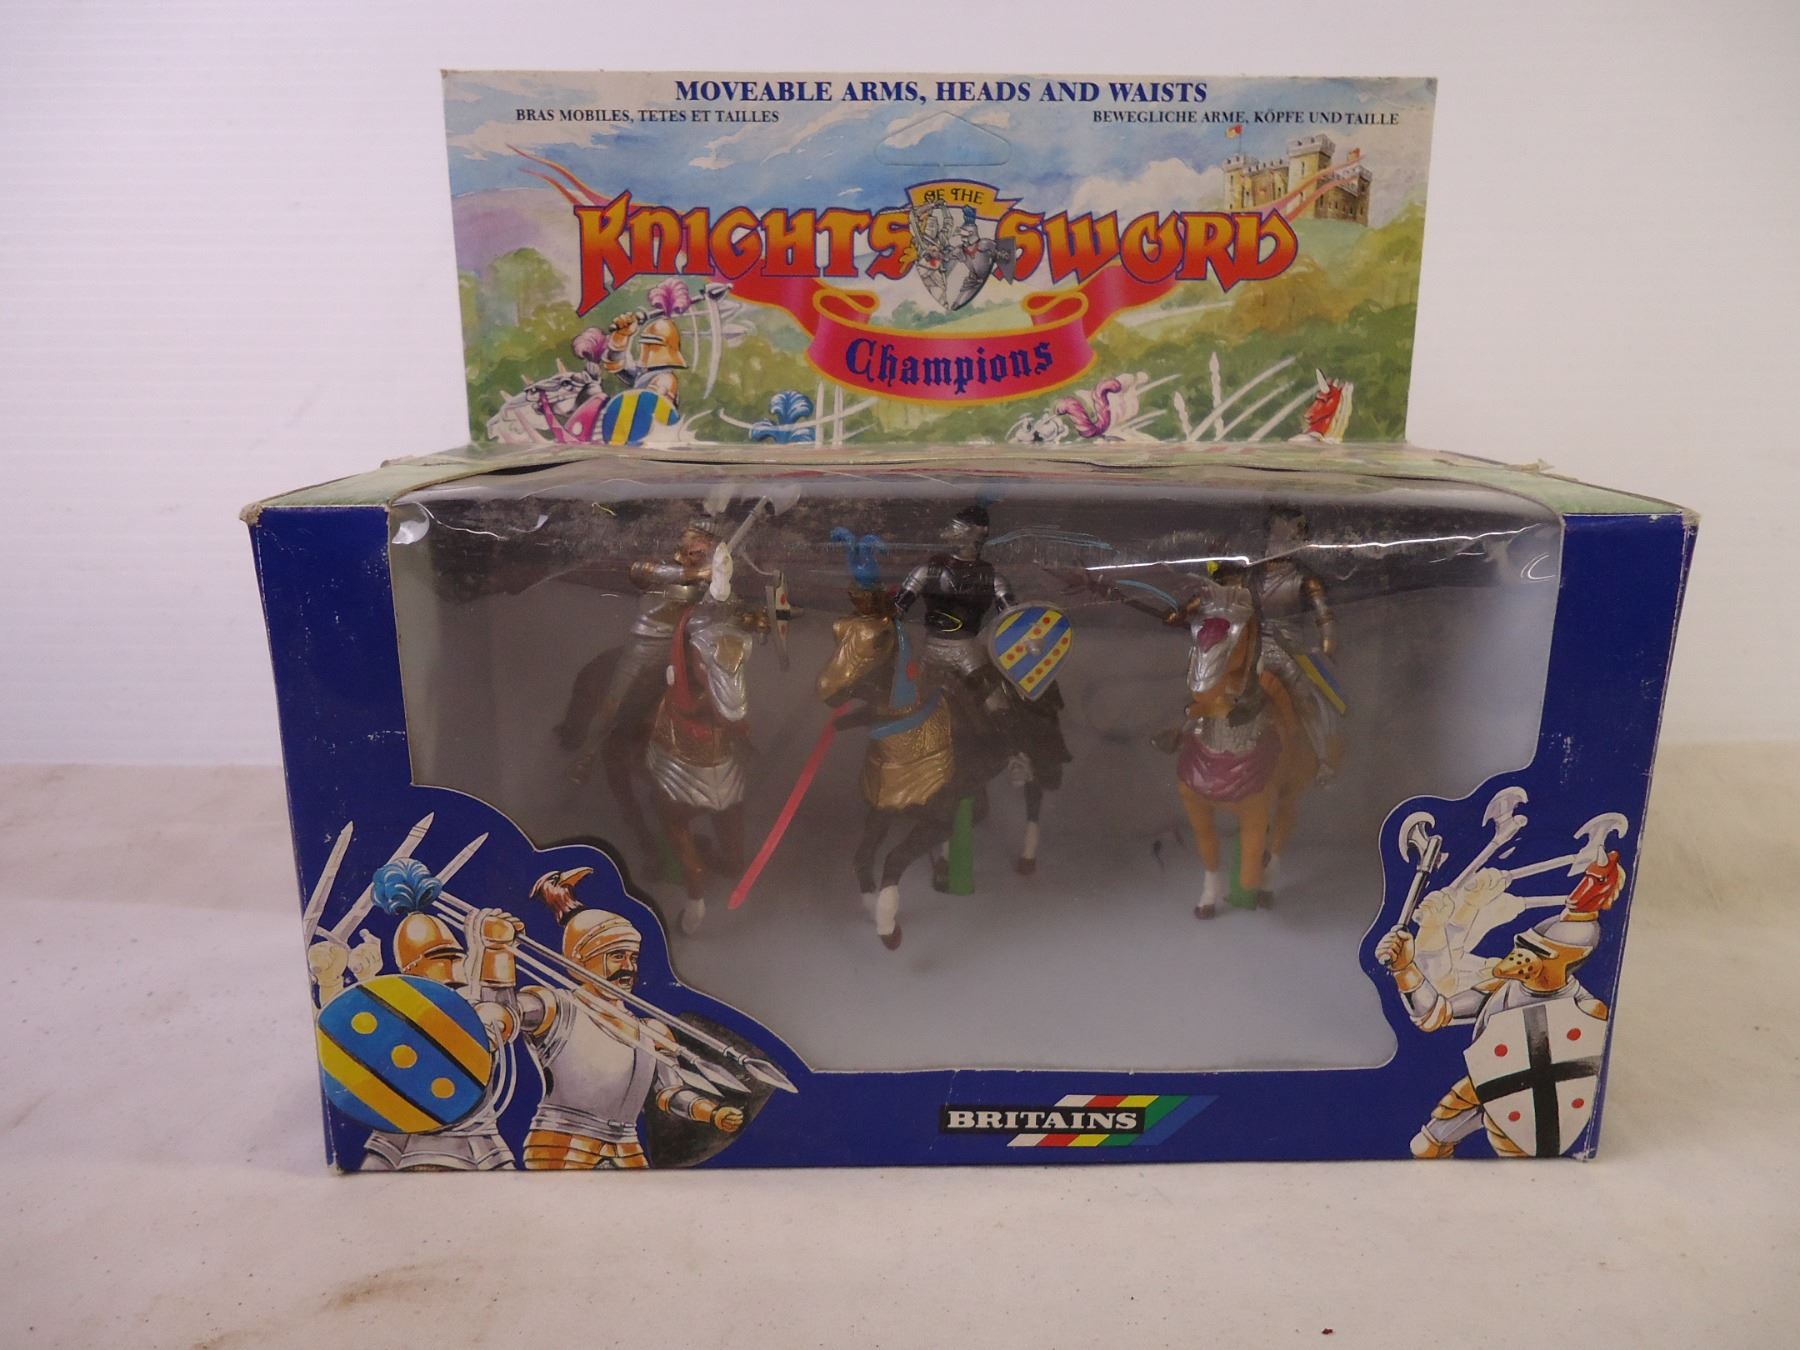 MOVEABLE ARMS, HEADS AND WAISTS
BRAS MOBILES, TETES ET TAILLES
BEWEGLICHE ARME, KÖPFE UND TAILLE
KNIGHTS OF THE SWORD
Champions
BRITAINS